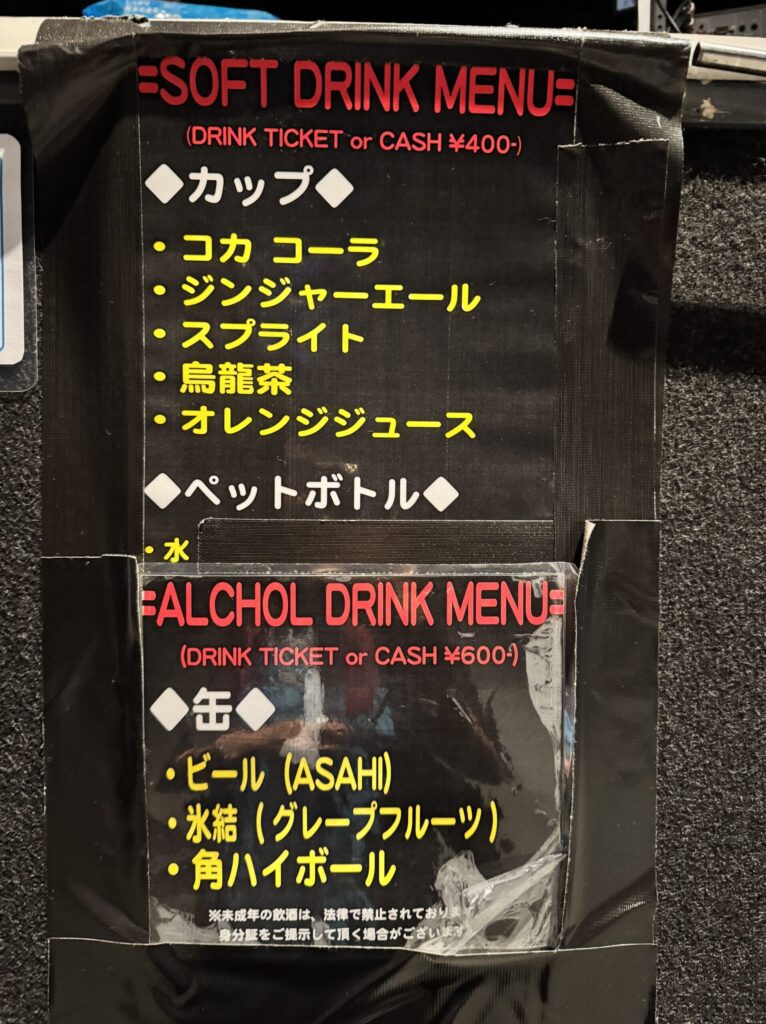 =SOFT DRINK MENU=
(DRINK TICKET or CASH ¥400-)
◆カップ◆
・コカ コーラ
・ジンジャーエール
・スプライト
・烏龍茶
・オレンジジュース
◆ペットボトル◆
・水
=ALCHOL DRINK MENU=
(DRINK TICKET or CASH ¥600-)
◆缶◆
・ビール (ASAHI)
・氷結 (グレープフルーツ)
・角ハイボール
※未成年の飲酒は、法律で禁止されております
身分証をご提示して頂く場合がございます